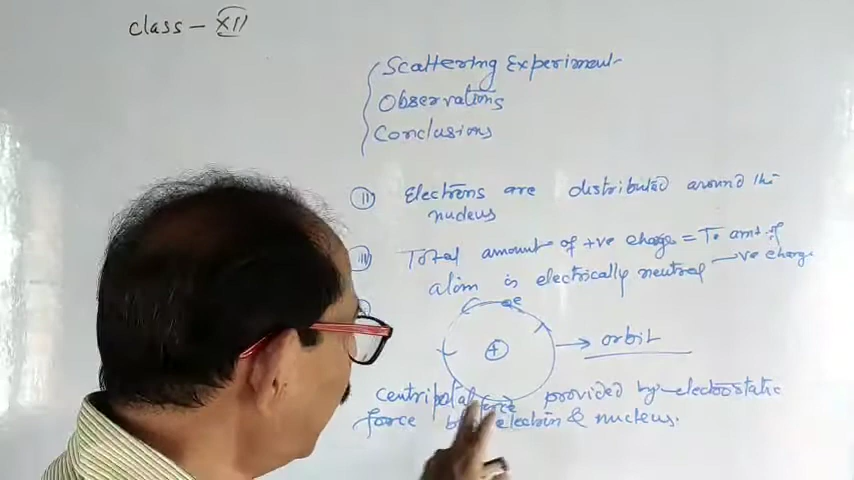 class - XII
Scattering Experiment
Observations
Conclusions
(II) Electrons are distributed around the
nucleus
(III) Total amount of +ve charge = To amt of
-ve charge
atom is electrically neutral
e
+ → orbit
centripetal force provided by electrostatic
force electron & nucleus.